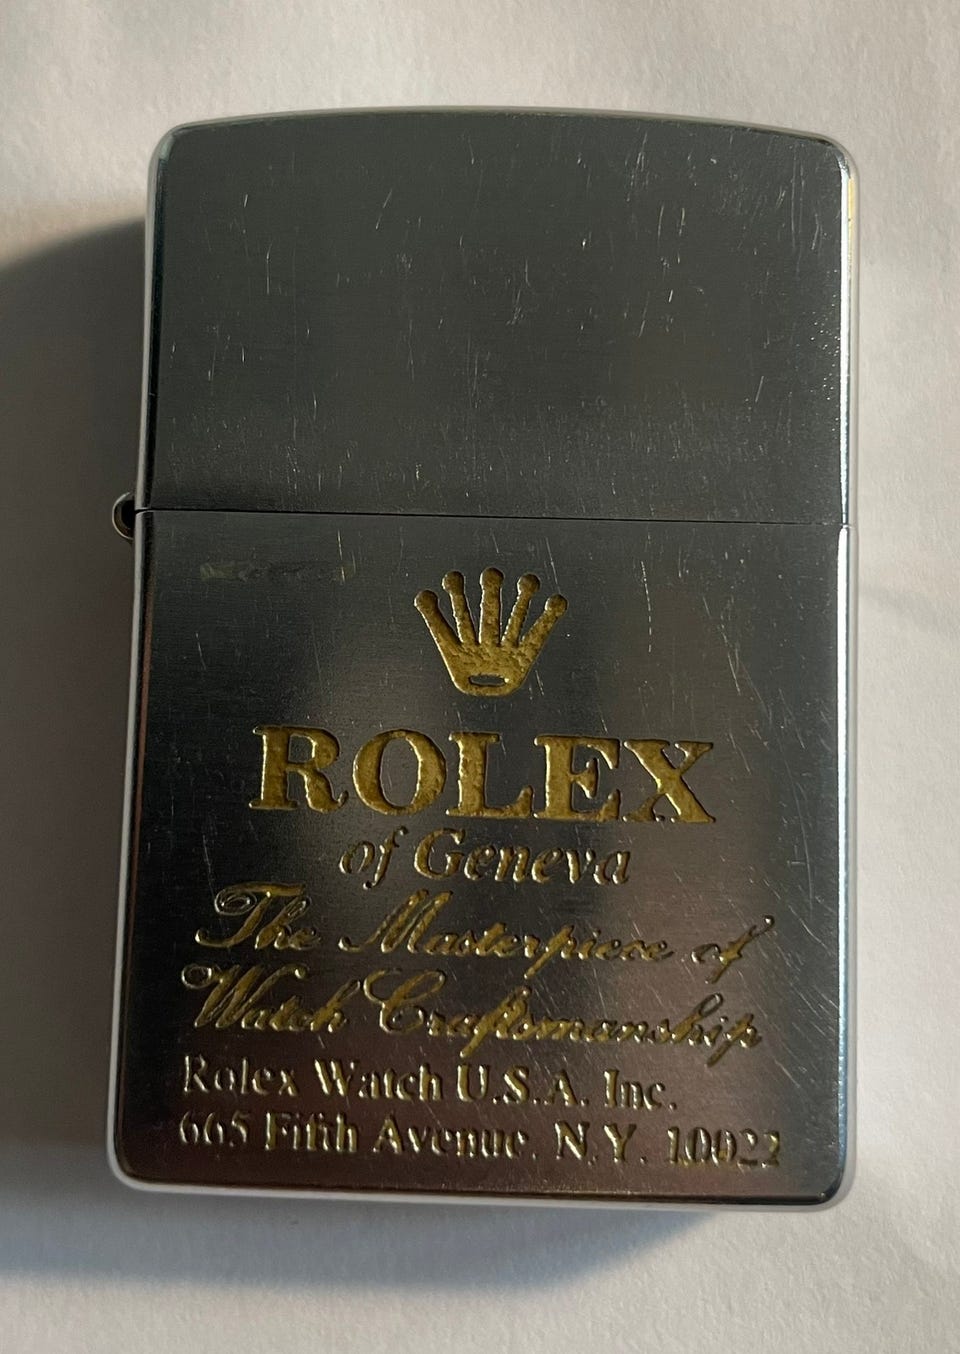 ROLEX
of Geneva
The Masterpiece of
Watch Craftsmanship
Rolex Watch U.S.A. Inc.
665 Fifth Avenue. N.Y. 10022